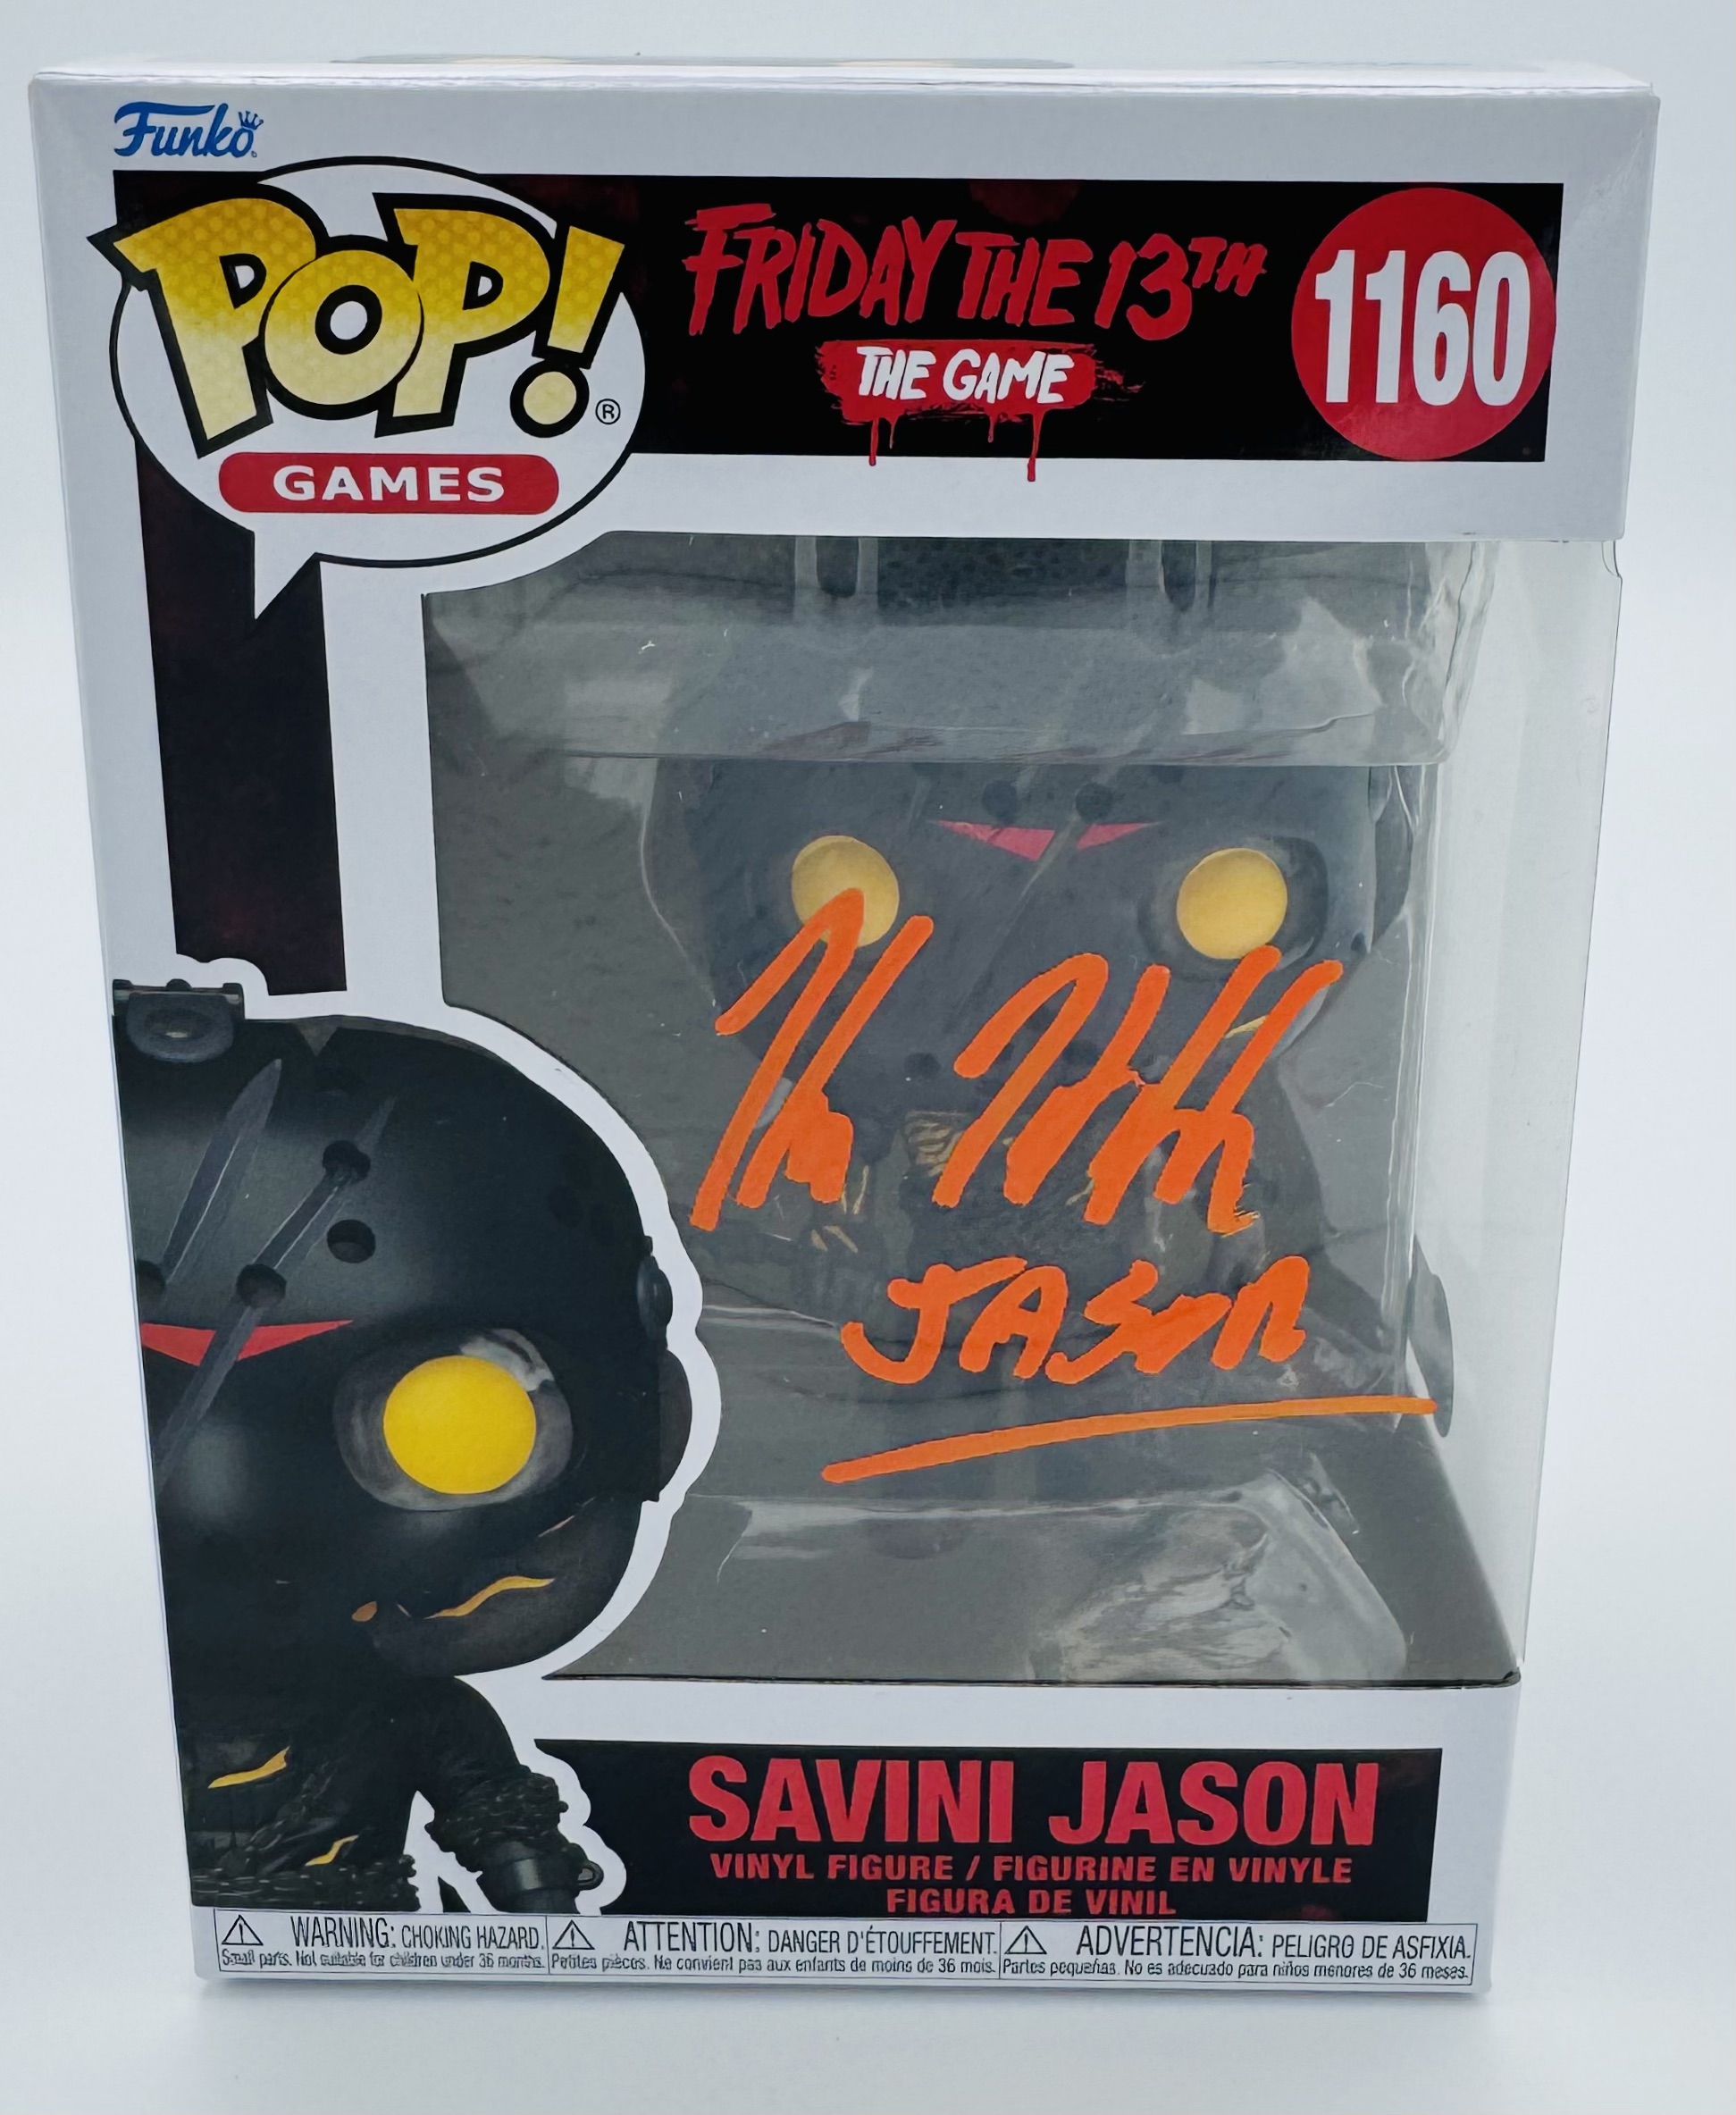 Funko
POP! ®
GAMES
FRIDAY THE 13TH
THE GAME
1160
JASON
SAVINI JASON
VINYL FIGURE / FIGURINE EN VINYLE
FIGURA DE VINIL
WARNING: CHOKING HAZARD.
Small parts. Not suitable for children under 36 months.
ATTENTION: DANGER D'ÉTOUFFEMENT.
Petites pièces. Ne convient pas aux enfants de moins de 36 mois.
ADVERTENCIA: PELIGRO DE ASFIXIA.
Partes pequeñas. No es adecuado para niños menores de 36 meses.